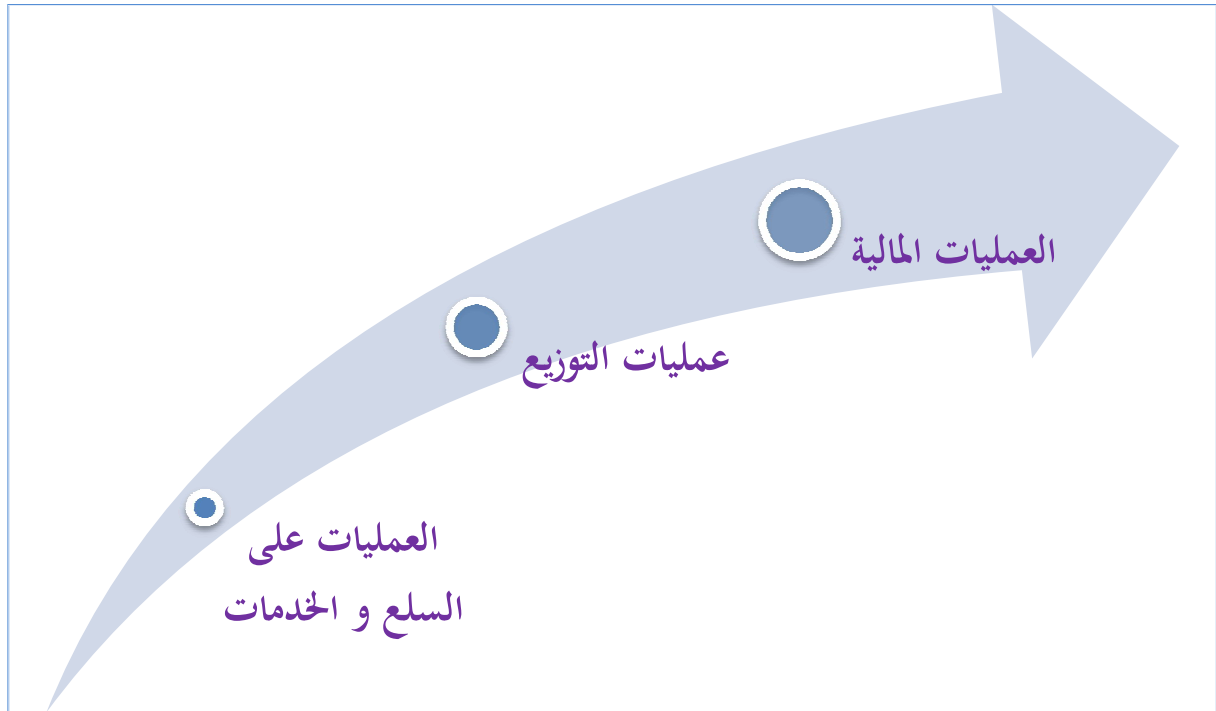 العمليات المالية
عمليات التوزيع
العمليات على
السلع و الخدمات